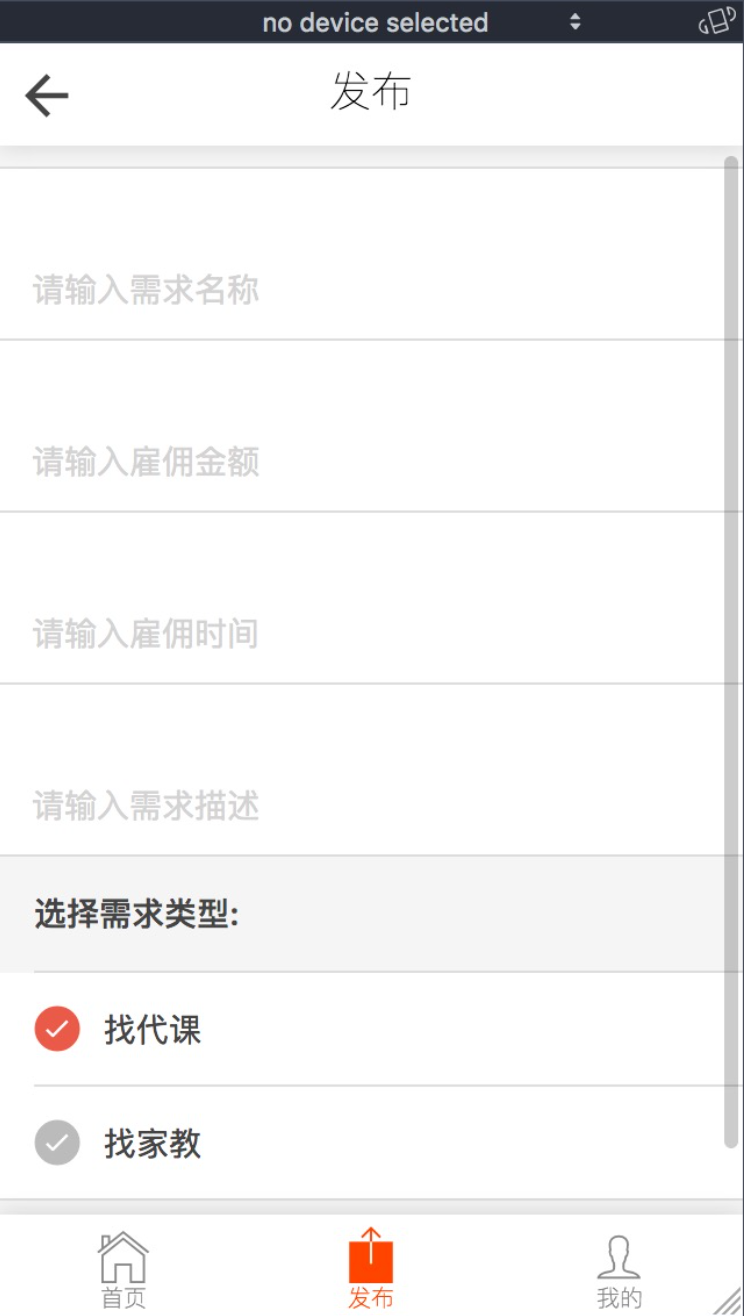 no device selected
发布
请输入需求名称
请输入雇佣金额
请输入雇佣时间
请输入需求描述
选择需求类型:
找代课
找家教
首页
发布
我的